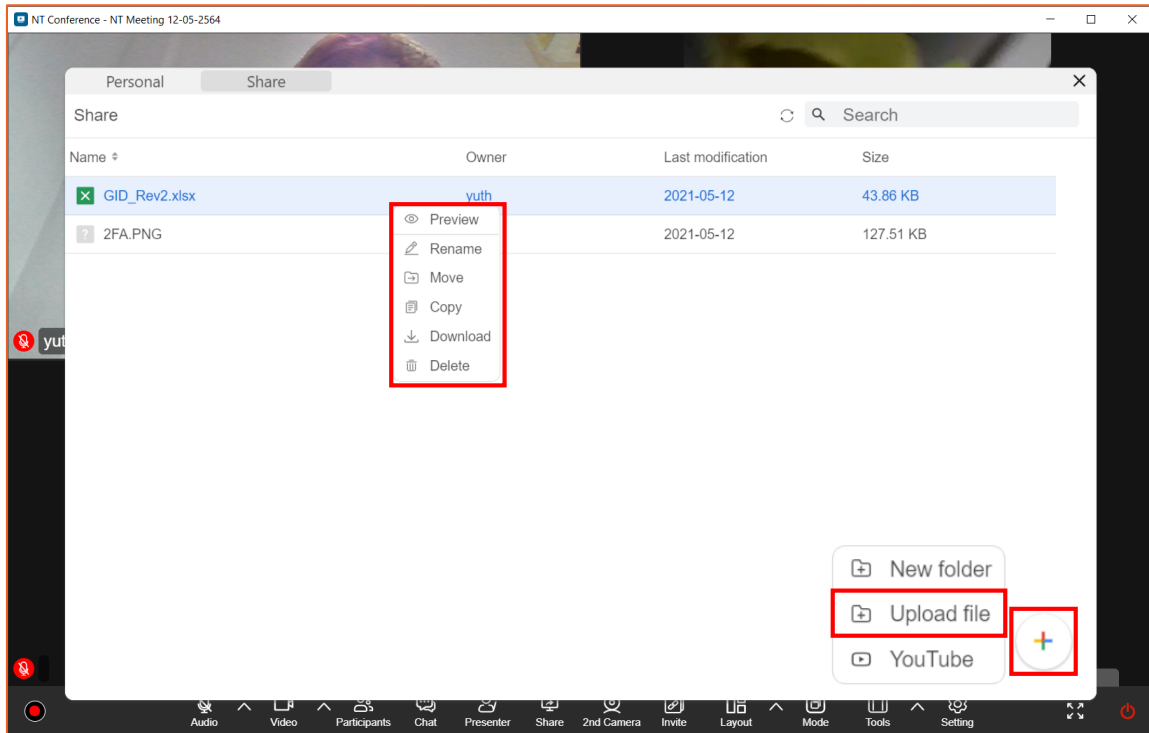 NT Conference - NT Meeting 12-05-2564
Personal Share
Share Search
Name Owner Last modification Size
GID_Rev2.xlsx yuth 2021-05-12 43.86 KB
2FA.PNG 2021-05-12 127.51 KB
Preview
Rename
Move
Copy
Download
Delete
yut
New folder
Upload file
YouTube
Audio Video Participants Chat Presenter Share 2nd Camera Invite Layout Mode Tools Setting